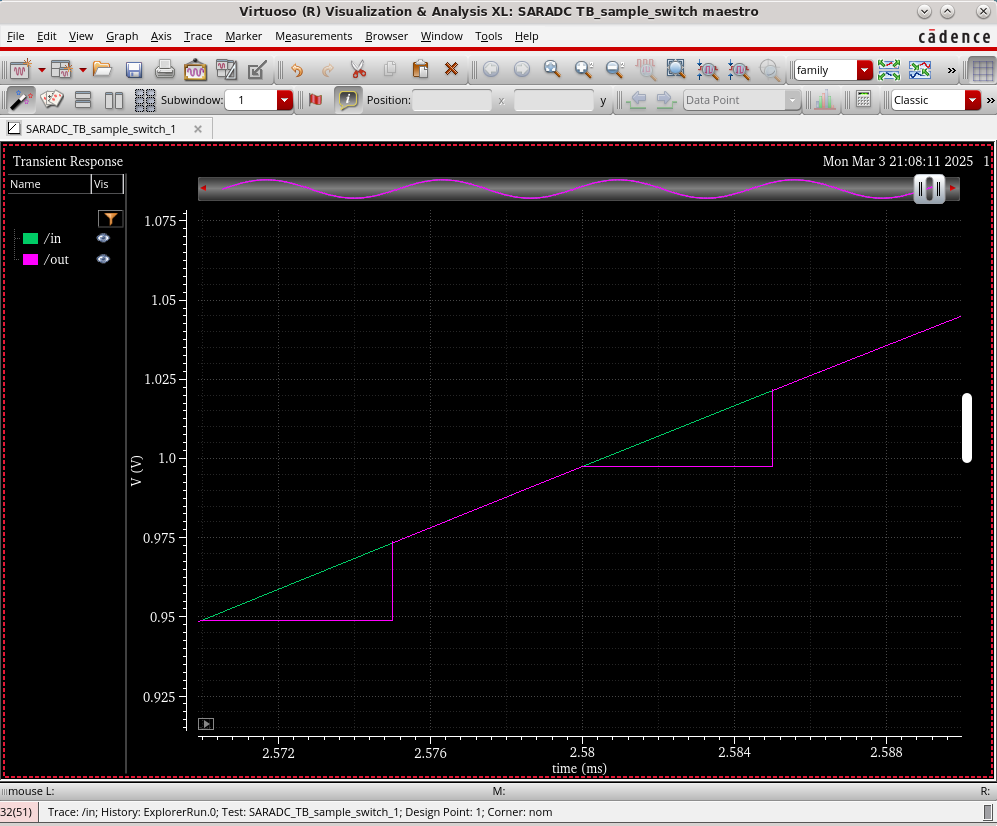 Virtuoso (R) Visualization & Analysis XL: SARADC TB_sample_switch maestro
File Edit View Graph Axis Trace Marker Measurements Browser Window Tools Help
cādence
family
»
Subwindow: 1
Position: x y
Data Point
Classic
»
SARADC_TB_sample_switch_1
Transient Response
Mon Mar 3 21:08:11 2025 1
Name Vis
/in
/out
1.075
1.05
1.025
1.0
0.975
0.95
0.925
V (V)
2.572 2.576 2.58 2.584 2.588
time (ms)
mouse L: M: R:
32(51) Trace: /in; History: ExplorerRun.0; Test: SARADC_TB_sample_switch_1; Design Point: 1; Corner: nom